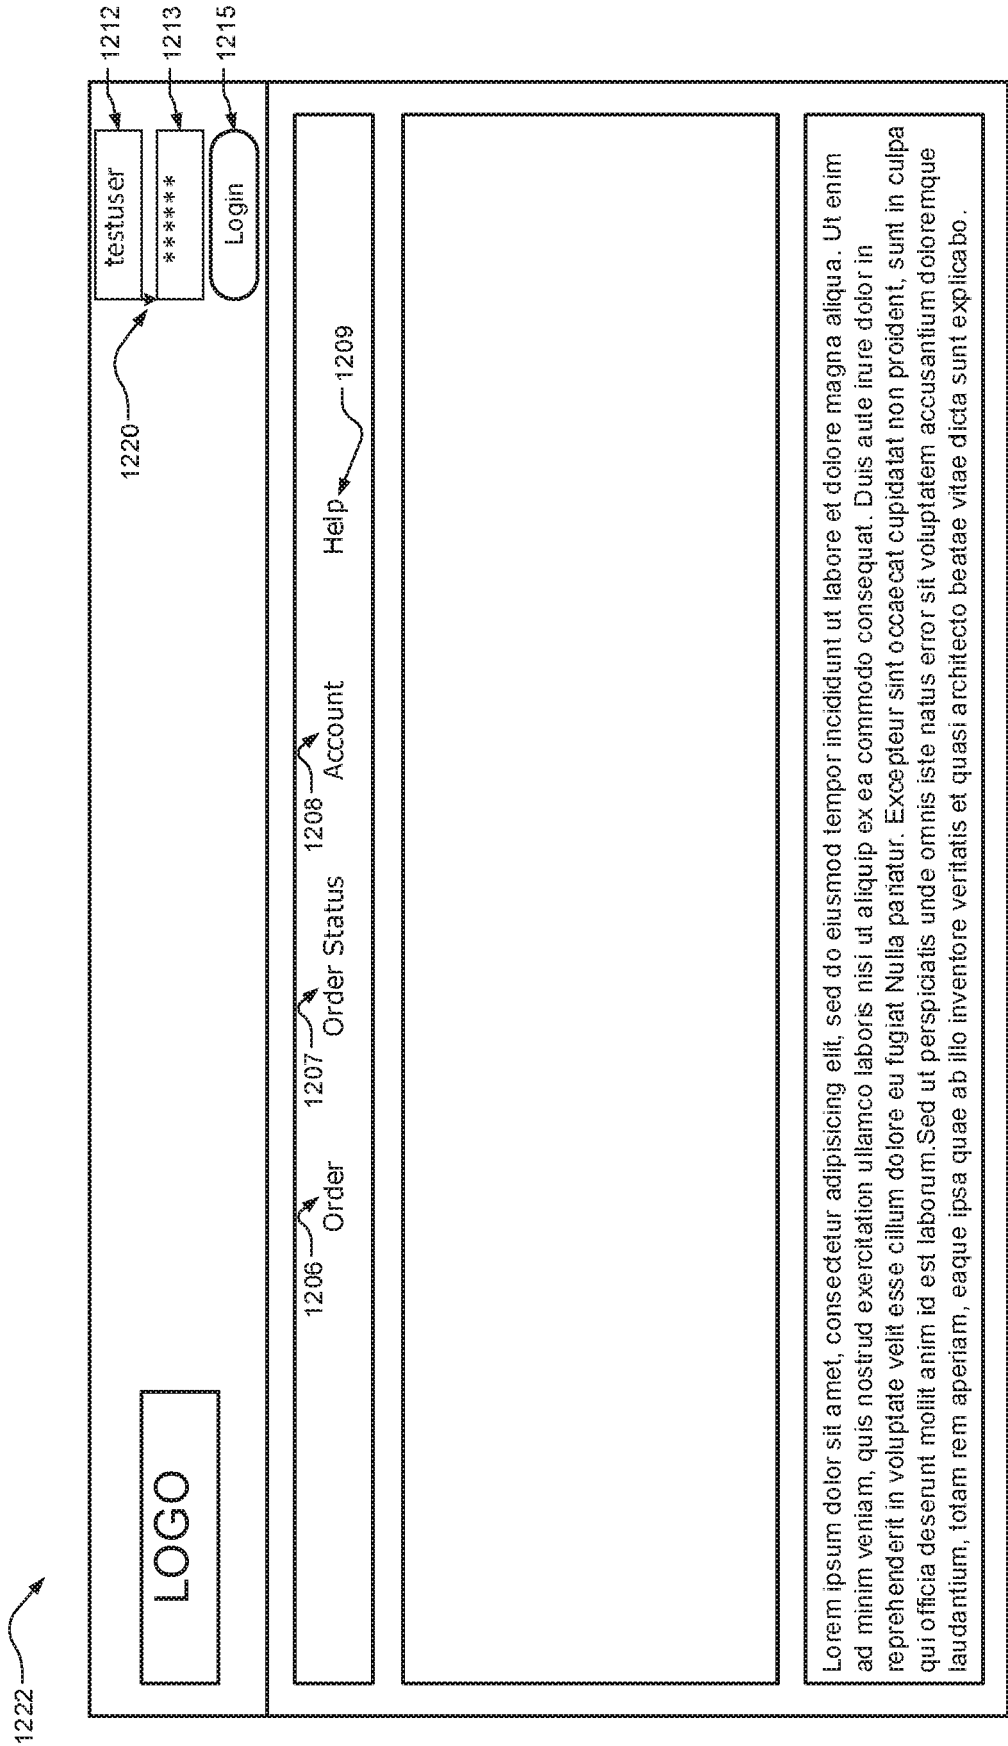 1222
LOGO
testuser
1212
*******
1213
Login
1215
1220
1206
1207
1208
1209
Order
Order Status
Account
Help
Lorem ipsum dolor sit amet, consectetur adipisicing elit, sed do eiusmod tempor incididunt ut labore et dolore magna aliqua. Ut enim
ad minim veniam, quis nostrud exercitation ullamco laboris nisi ut aliquip ex ea commodo consequat. Duis aute irure dolor in
reprehenderit in voluptate velit esse cillum dolore eu fugiat Nulla pariatur. Excepteur sint occaecat cupidatat non proident, sunt in culpa
qui officia deserunt mollit anim id est laborum.Sed ut perspiciatis unde omnis iste natus error sit voluptatem accusantium doloremque
laudantium, totam rem aperiam, eaque ipsa quae ab illo inventore veritatis et quasi architecto beatae vitae dicta sunt explicabo.